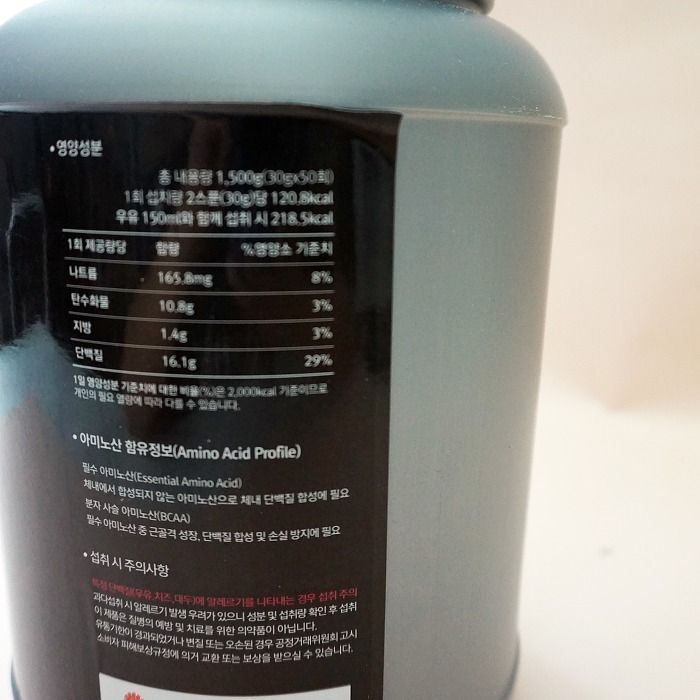 • 영양성분
총 내용량 1,500g(30gx50회)
1회 섭취량 2스푼(30g)당 120.8kcal
우유 150ml와 함께 섭취 시 218.5kcal
1회 제공량당 함량 %영양소 기준치
나트륨 165.8mg 8%
탄수화물 10.8g 3%
지방 1.4g 3%
단백질 16.1g 29%
1일 영양성분 기준치에 대한 비율(%)은 2,000kcal 기준이므로
개인의 필요 열량에 따라 다를 수 있습니다.
• 아미노산 함유정보(Amino Acid Profile)
필수 아미노산(Essential Amino Acid)
체내에서 합성되지 않는 아미노산으로 체내 단백질 합성에 필요
분자 사슬 아미노산(BCAA)
필수 아미노산 중 근골격 성장, 단백질 합성 및 손실 방지에 필요
• 섭취 시 주의사항
특정 단백질(우유,치즈,대두)에 알레르기를 나타내는 경우 섭취 주의
과다섭취 시 알레르기 발생 우려가 있으니 성분 및 섭취량 확인 후 섭취
이 제품은 질병의 예방 및 치료를 위한 의약품이 아닙니다.
유통기한이 경과되었거나 변질 또는 오손된 경우 공정거래위원회 고시
소비자 피해보상규정에 의거 교환 또는 보상을 받으실 수 있습니다.